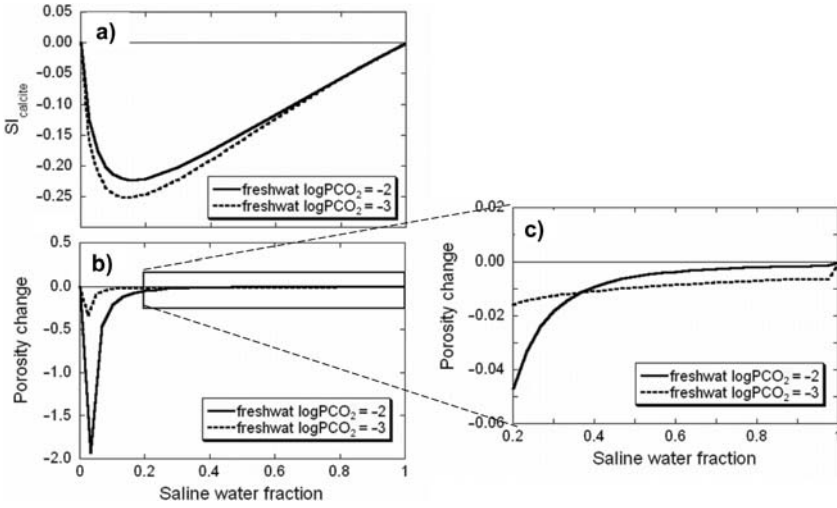 a)
0.05
0.00
-0.05
-0.10
-0.15
-0.20
-0.25
SIcalcite
freshwat logPCO2 = -2
freshwat logPCO2 = -3
b)
0.5
0.0
-0.5
-1.0
-1.5
-2.0
Porosity change
freshwat logPCO2 = -2
freshwat logPCO2 = -3
0 0.2 0.4 0.6 0.8 1
Saline water fraction
c)
0.02
0.00
-0.02
-0.04
-0.06
Porosity change
freshwat logPCO2 = -2
freshwat logPCO2 = -3
0.2 0.4 0.6 0.8 1
Saline water fraction